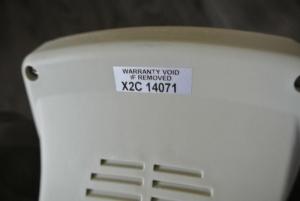 WARRANTY VOID
IF REMOVED
X2C 14071